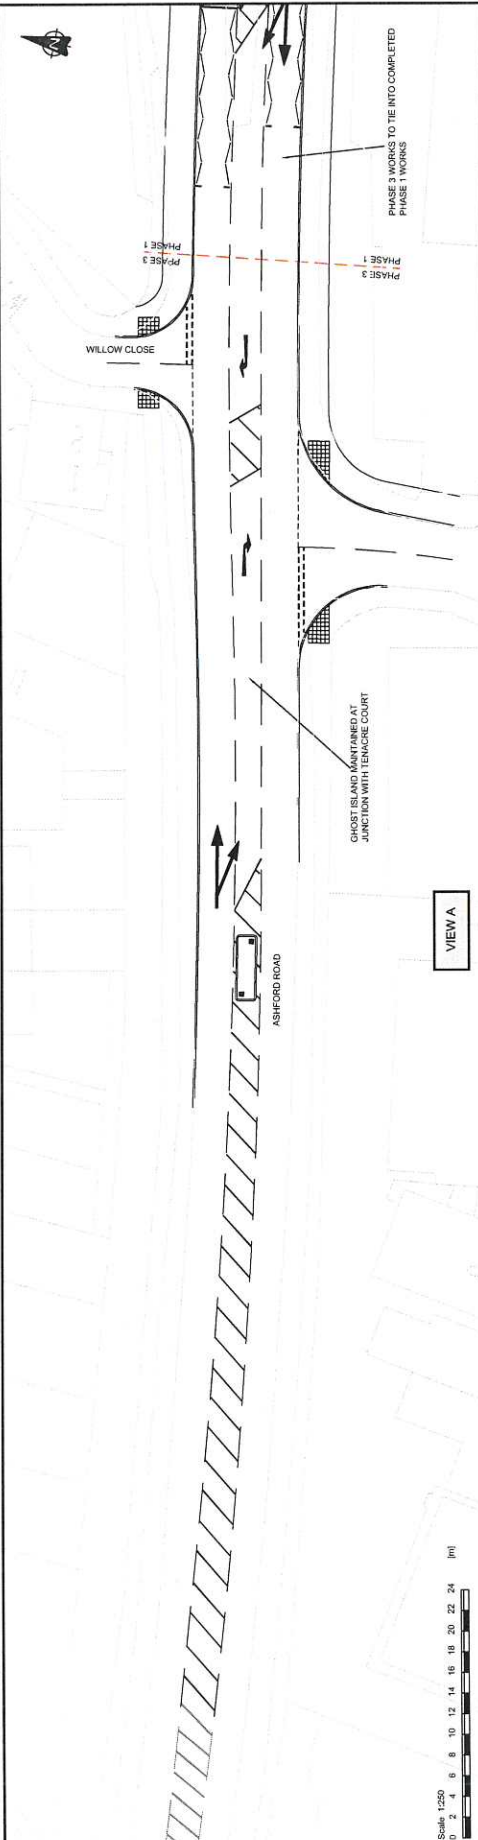 N
PHASE 3 WORKS TO TIE INTO COMPLETED
PHASE 1 WORKS
PHASE 1
PHASE 3
PHASE 1
PHASE 3
WILLOW CLOSE
GHOST ISLAND MAINTAINED AT
JUNCTION WITH TENACRE COURT
ASHFORD ROAD
VIEW A
Scale 1:250
0 2 4 6 8 10 12 14 16 18 20 22 24 [m]